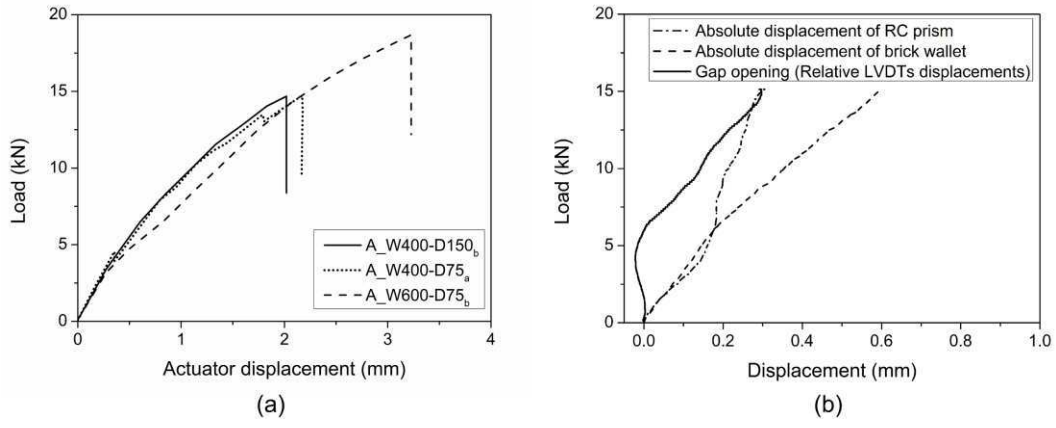 20
15
10
5
0
Load (kN)
A_W400-D150b
A_W400-D75a
A_W600-D75b
0 1 2 3 4
Actuator displacement (mm)
(a)
20
15
10
5
0
Load (kN)
Absolute displacement of RC prism
Absolute displacement of brick wallet
Gap opening (Relative LVDTs displacements)
0.0 0.2 0.4 0.6 0.8 1.0
Displacement (mm)
(b)